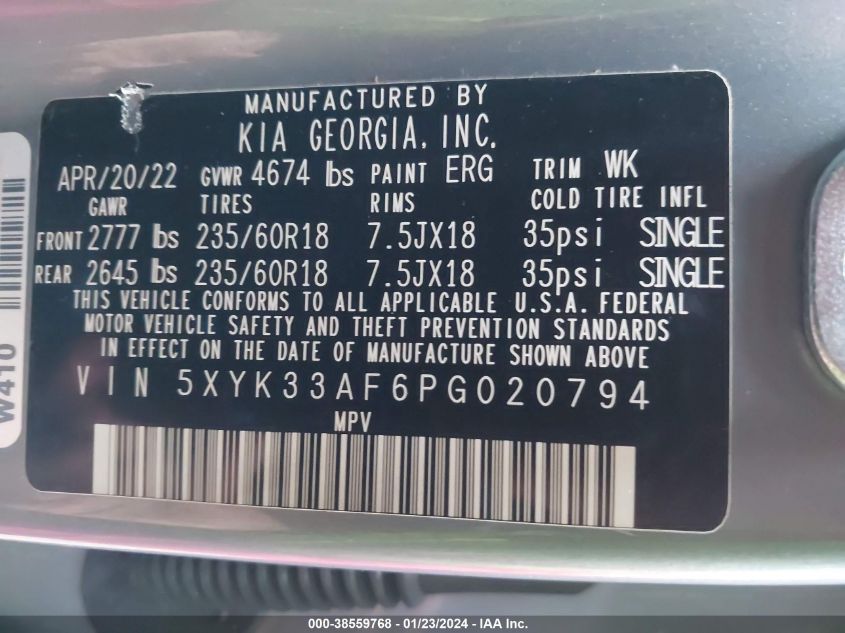 MANUFACTURED BY
KIA GEORGIA, INC.
APR/20/22 GVWR 4674 lbs PAINT ERG TRIM WK
GAWR TIRES RIMS COLD TIRE INFL
FRONT 2777 lbs 235/60R18 7.5JX18 35psi SINGLE
REAR 2645 lbs 235/60R18 7.5JX18 35psi SINGLE
THIS VEHICLE CONFORMS TO ALL APPLICABLE U.S.A. FEDERAL
MOTOR VEHICLE SAFETY AND THEFT PREVENTION STANDARDS
IN EFFECT ON THE DATE OF MANUFACTURE SHOWN ABOVE
VIN 5XYK33AF6PG020794
MPV
W410
000-38559768 - 01/23/2024 - IAA Inc.